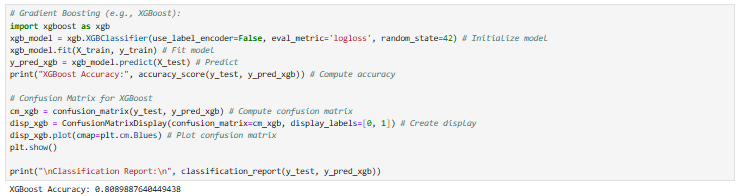 # Gradient Boosting (e.g., XGBoost):
import xgboost as xgb
xgb_model = xgb.XGBClassifier(use_label_encoder=False, eval_metric='logloss', random_state=42) # Initialize model
xgb_model.fit(X_train, y_train) # Fit model
y_pred_xgb = xgb_model.predict(X_test) # Predict
print("XGBoost Accuracy:", accuracy_score(y_test, y_pred_xgb)) # Compute accuracy

# Confusion Matrix for XGBoost
cm_xgb = confusion_matrix(y_test, y_pred_xgb) # Compute confusion matrix
disp_xgb = ConfusionMatrixDisplay(confusion_matrix=cm_xgb, display_labels=[0, 1]) # Create display
disp_xgb.plot(cmap=plt.cm.Blues) # Plot confusion matrix
plt.show()

print("\nClassification Report:\n", classification_report(y_test, y_pred_xgb))
XGBoost Accuracy: 0.8089887640449438